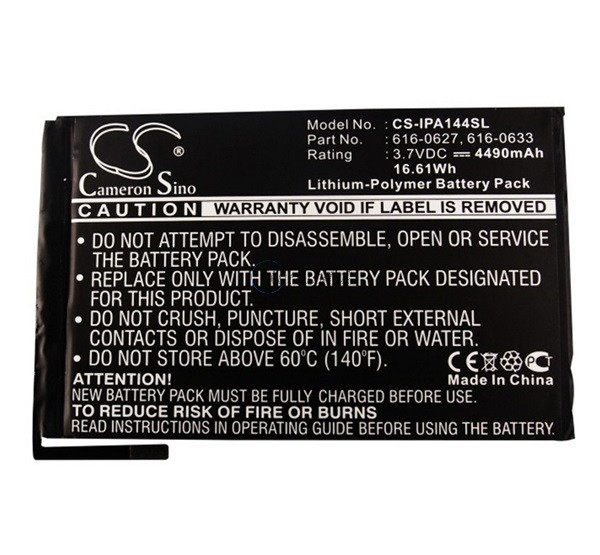 CS
®
Cameron Sino
Model No. : CS-IPA144SL
Part No. : 616-0627, 616-0633
Rating : 3.7VDC ⎓ 4490mAh
16.61Wh
Lithium-Polymer Battery Pack
CAUTION WARRANTY VOID IF LABEL IS REMOVED
• DO NOT ATTEMPT TO DISASSEMBLE, OPEN OR SERVICE
THE BATTERY PACK.
• REPLACE ONLY WITH THE BATTERY PACK DESIGNATED
FOR THIS PRODUCT.
• DO NOT CRUSH, PUNCTURE, SHORT EXTERNAL
CONTACTS OR DISPOSE OF IN FIRE OR WATER.
• DO NOT STORE ABOVE 60°C (140°F).
CE FC
Made In China
ATTENTION!
NEW BATTERY PACK MUST BE FULLY CHARGED BEFORE USING
TO REDUCE RISK OF FIRE OR BURNS
READ INSTRUCTIONS IN OPERATING GUIDE BEFORE USE.